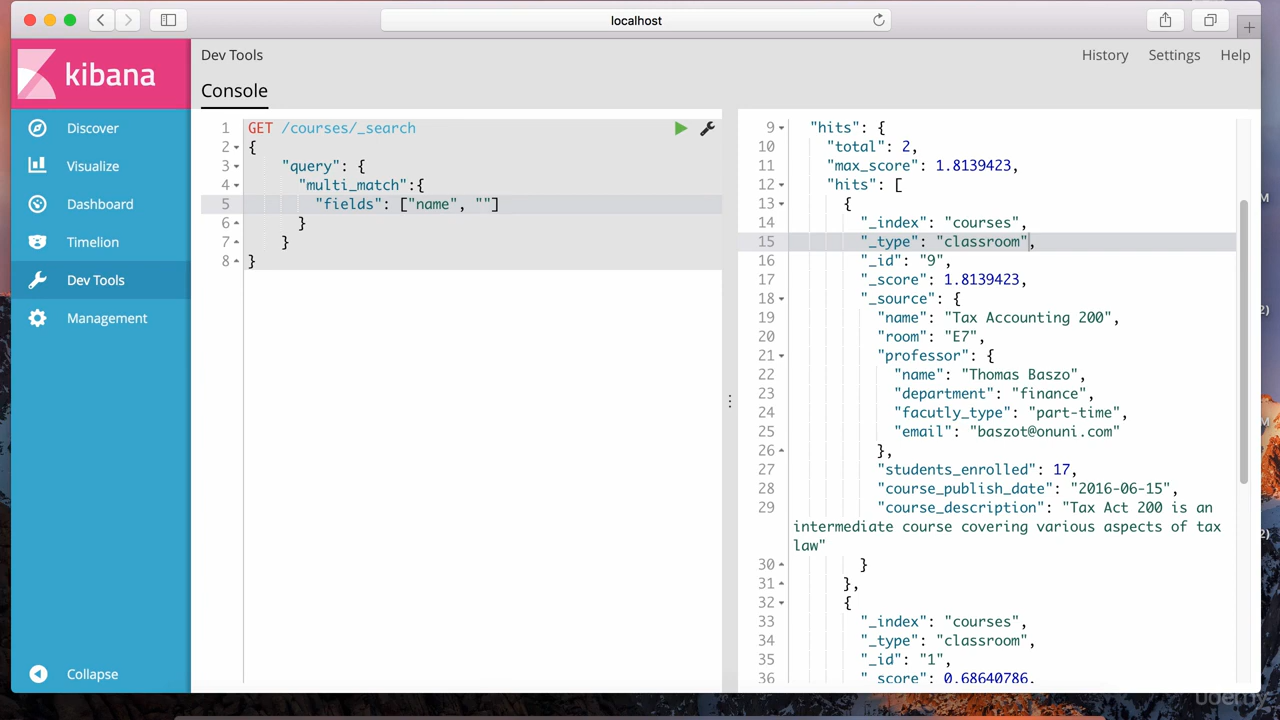 localhost
kibana
Discover
Visualize
Dashboard
Timelion
Dev Tools
Management
Collapse
Dev Tools
History Settings Help
Console
1 GET /courses/_search
2 {
3 "query": {
4 "multi_match":{
5 "fields": ["name", ""]
6 }
7 }
8 }
9 "hits": {
10 "total": 2,
11 "max_score": 1.8139423,
12 "hits": [
13 {
14 "_index": "courses",
15 "_type": "classroom",
16 "_id": "9",
17 "_score": 1.8139423,
18 "_source": {
19 "name": "Tax Accounting 200",
20 "room": "E7",
21 "professor": {
22 "name": "Thomas Baszo",
23 "department": "finance",
24 "facutly_type": "part-time",
25 "email": "baszot@onuni.com"
26 },
27 "students_enrolled": 17,
28 "course_publish_date": "2016-06-15",
29 "course_description": "Tax Act 200 is an
intermediate course covering various aspects of tax
law"
30 }
31 },
32 {
33 "_index": "courses",
34 "_type": "classroom",
35 "_id": "1",
36 "_score": 0.68640786,
udemy